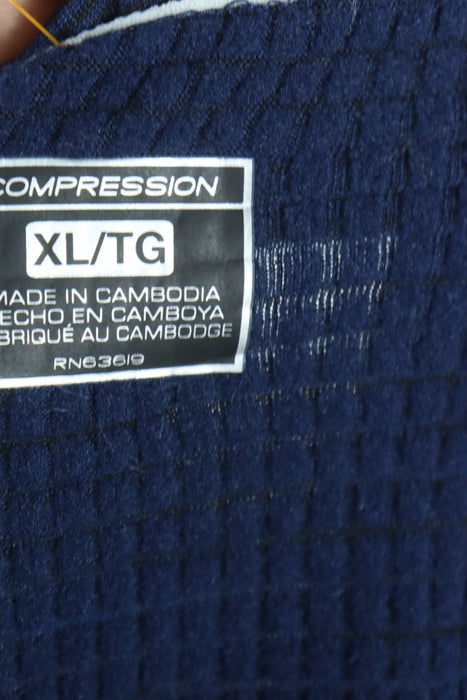 COMPRESSION
XL/TG
MADE IN CAMBODIA
ECHO EN CAMBOYA
BRIQUÉ AU CAMBODGE
RN63619